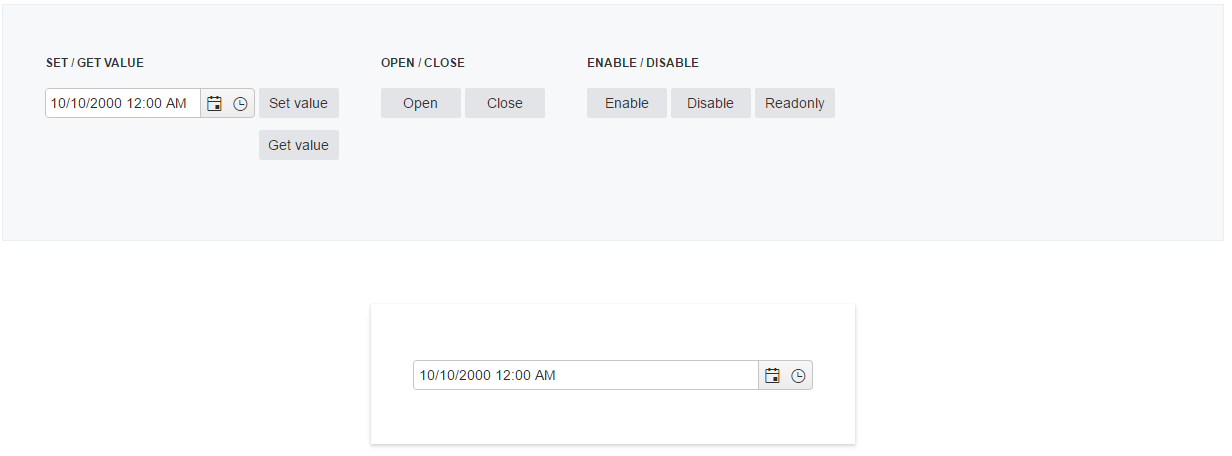 SET / GET VALUE
10/10/2000 12:00 AM
Set value
Get value
OPEN / CLOSE
Open
Close
ENABLE / DISABLE
Enable
Disable
Readonly
10/10/2000 12:00 AM